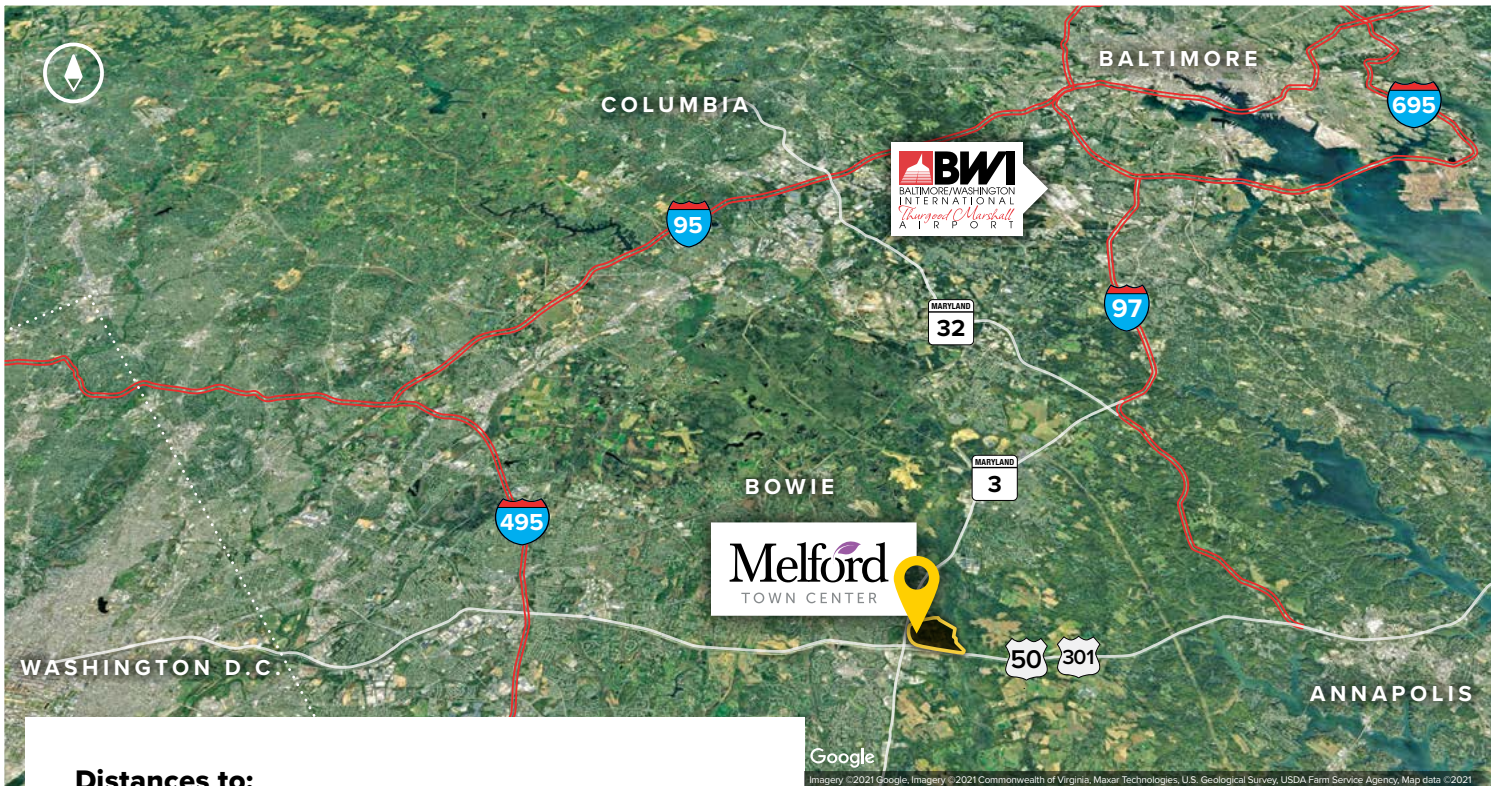 BALTIMORE
COLUMBIA
695
BWI
BALTIMORE/WASHINGTON
INTERNATIONAL
Thurgood Marshall
AIRPORT
95
MARYLAND
32
97
BOWIE
MARYLAND
3
495
Melford
TOWN CENTER
WASHINGTON D.C.
50
301
ANNAPOLIS
Google
Imagery ©2021 Google, Imagery ©2021 Commonwealth of Virginia, Maxar Technologies, U.S. Geological Survey, USDA Farm Service Agency, Map data ©2021
Distances to: